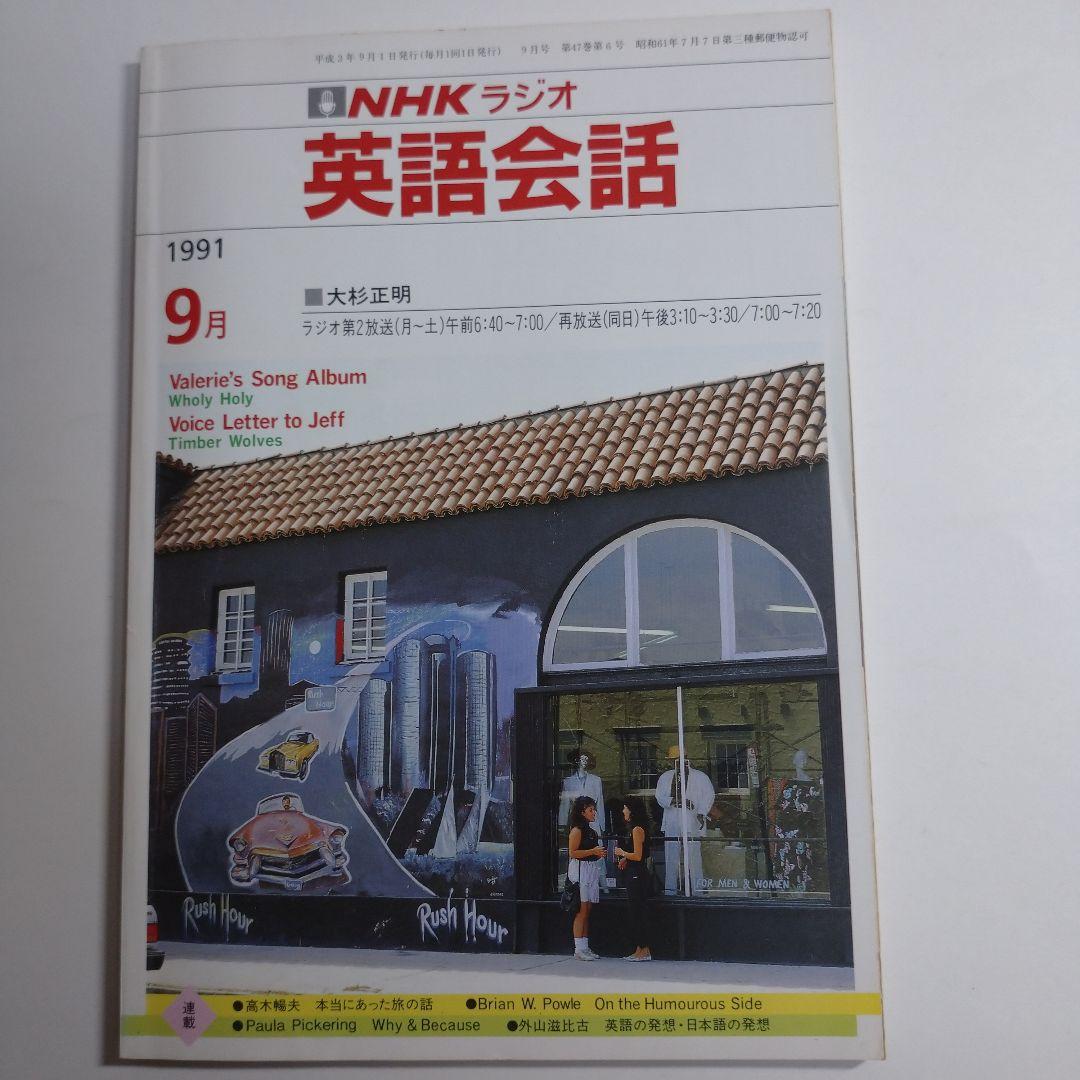 平成3年9月1日発行(毎月1回1日発行) 9月号 第47巻第6号 昭和61年7月7日第三種郵便物認可
NHKラジオ
英語会話
1991
9月
■大杉正明
ラジオ第2放送(月~土)午前6:40~7:00/再放送(同日)午後3:10~3:30/7:00~7:20
Valerie's Song Album
Wholy Holy
Voice Letter to Jeff
Timber Wolves
Rush Hour
FOR MEN & WOMEN
Rush Hour
Rush Hour
連載
●高木暢夫 本当にあった旅の話 ●Brian W. Powle On the Humourous Side
●Paula Pickering Why & Because ●外山滋比古 英語の発想・日本語の発想